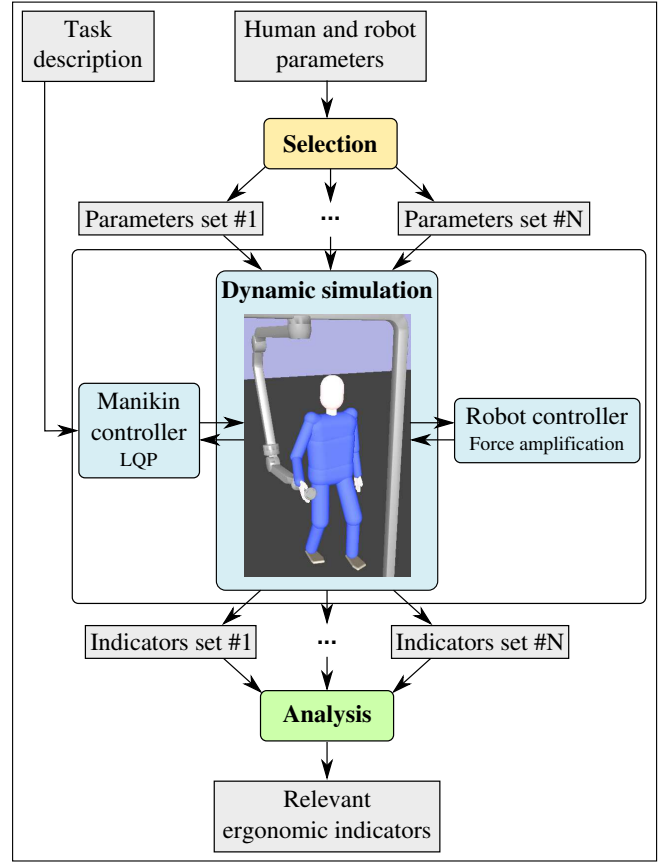 Task
description
Human and robot
parameters
Selection
Parameters set #1
...
Parameters set #N
Dynamic simulation
Manikin
controller
LQP
Robot controller
Force amplification
Indicators set #1
...
Indicators set #N
Analysis
Relevant
ergonomic indicators